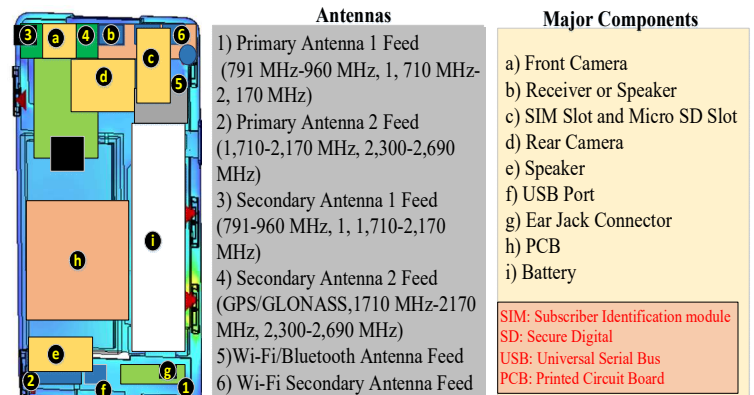 Antennas
1) Primary Antenna 1 Feed
(791 MHz-960 MHz, 1, 710 MHz-
2, 170 MHz)
2) Primary Antenna 2 Feed
(1,710-2,170 MHz, 2,300-2,690
MHz)
3) Secondary Antenna 1 Feed
(791-960 MHz, 1, 1,710-2,170
MHz)
4) Secondary Antenna 2 Feed
(GPS/GLONASS,1710 MHz-2170
MHz, 2,300-2,690 MHz)
5)Wi-Fi/Bluetooth Antenna Feed
6) Wi-Fi Secondary Antenna Feed
Major Components
a) Front Camera
b) Receiver or Speaker
c) SIM Slot and Micro SD Slot
d) Rear Camera
e) Speaker
f) USB Port
g) Ear Jack Connector
h) PCB
i) Battery
SIM: Subscriber Identification module
SD: Secure Digital
USB: Universal Serial Bus
PCB: Printed Circuit Board
3 a 4 b 6
c
d
5
i
h
e
g
2 f 1